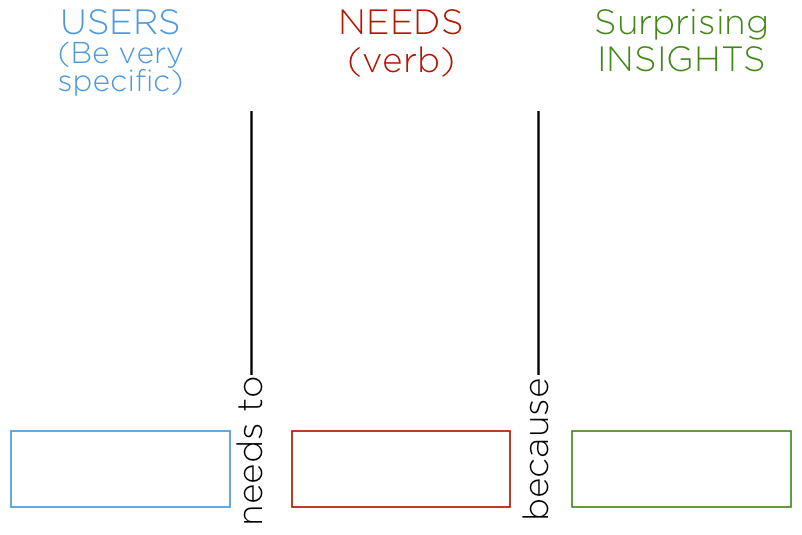 USERS
(Be very
specific)
NEEDS
(verb)
Surprising
INSIGHTS
needs to
because